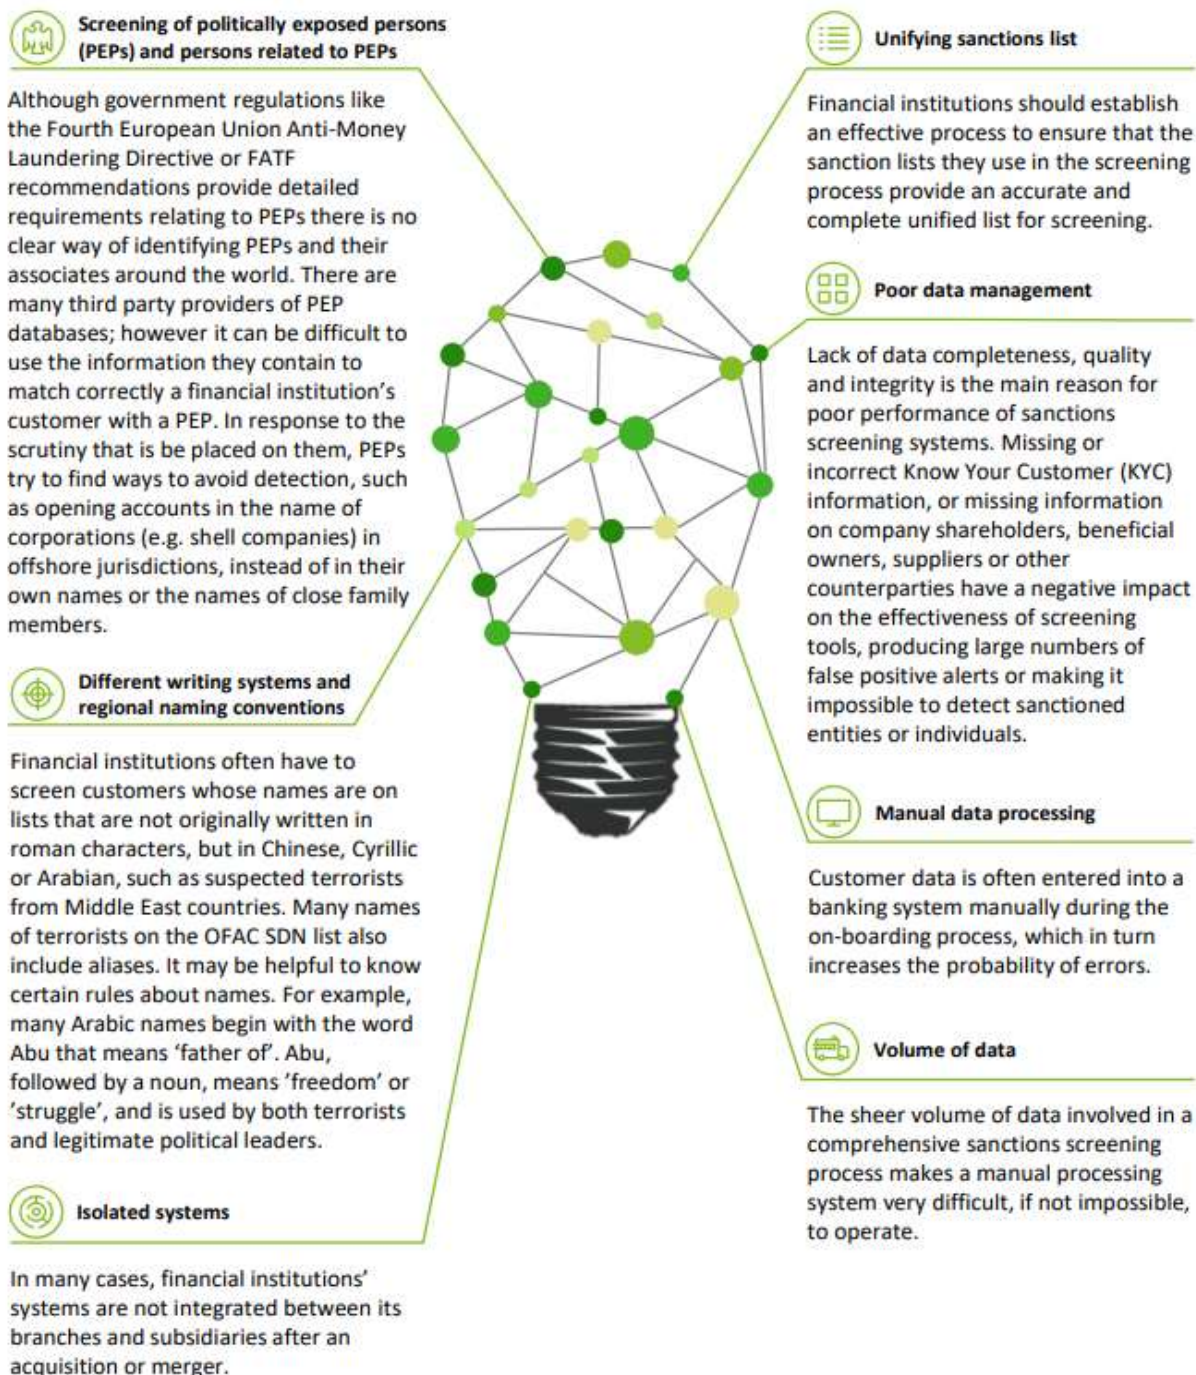 Screening of politically exposed persons
(PEPs) and persons related to PEPs
Although government regulations like
the Fourth European Union Anti-Money
Laundering Directive or FATF
recommendations provide detailed
requirements relating to PEPs there is no
clear way of identifying PEPs and their
associates around the world. There are
many third party providers of PEP
databases; however it can be difficult to
use the information they contain to
match correctly a financial institution's
customer with a PEP. In response to the
scrutiny that is be placed on them, PEPs
try to find ways to avoid detection, such
as opening accounts in the name of
corporations (e.g. shell companies) in
offshore jurisdictions, instead of in their
own names or the names of close family
members.
Different writing systems and
regional naming conventions
Financial institutions often have to
screen customers whose names are on
lists that are not originally written in
roman characters, but in Chinese, Cyrillic
or Arabian, such as suspected terrorists
from Middle East countries. Many names
of terrorists on the OFAC SDN list also
include aliases. It may be helpful to know
certain rules about names. For example,
many Arabic names begin with the word
Abu that means 'father of'. Abu,
followed by a noun, means 'freedom' or
'struggle', and is used by both terrorists
and legitimate political leaders.
Isolated systems
In many cases, financial institutions'
systems are not integrated between its
branches and subsidiaries after an
acquisition or merger.
Unifying sanctions list
Financial institutions should establish
an effective process to ensure that the
sanction lists they use in the screening
process provide an accurate and
complete unified list for screening.
Poor data management
Lack of data completeness, quality
and integrity is the main reason for
poor performance of sanctions
screening systems. Missing or
incorrect Know Your Customer (KYC)
information, or missing information
on company shareholders, beneficial
owners, suppliers or other
counterparties have a negative impact
on the effectiveness of screening
tools, producing large numbers of
false positive alerts or making it
impossible to detect sanctioned
entities or individuals.
Manual data processing
Customer data is often entered into a
banking system manually during the
on-boarding process, which in turn
increases the probability of errors.
Volume of data
The sheer volume of data involved in a
comprehensive sanctions screening
process makes a manual processing
system very difficult, if not impossible,
to operate.